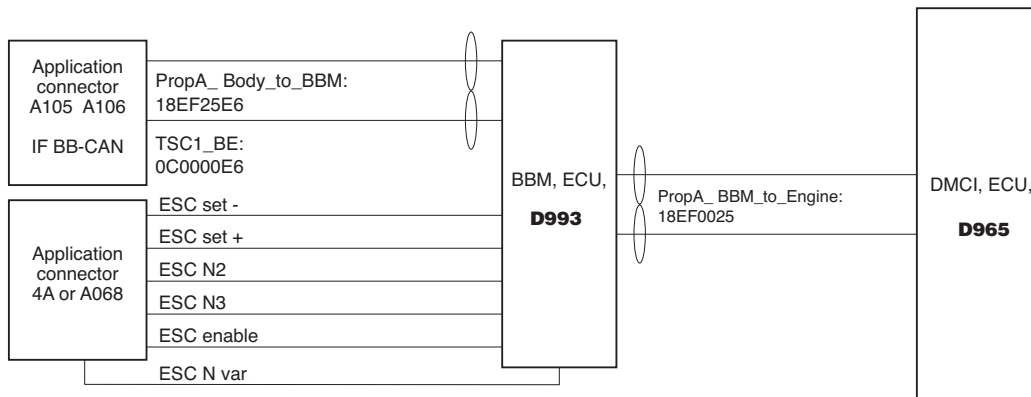 Application
connector
A105 A106
IF BB-CAN
PropA_ Body_to_BBM:
18EF25E6
TSC1_BE:
0C0000E6
Application
connector
4A or A068
ESC set -
ESC set +
ESC N2
ESC N3
ESC enable
ESC N var
BBM, ECU,
D993
PropA_ BBM_to_Engine:
18EF0025
DMCI, ECU,
D965